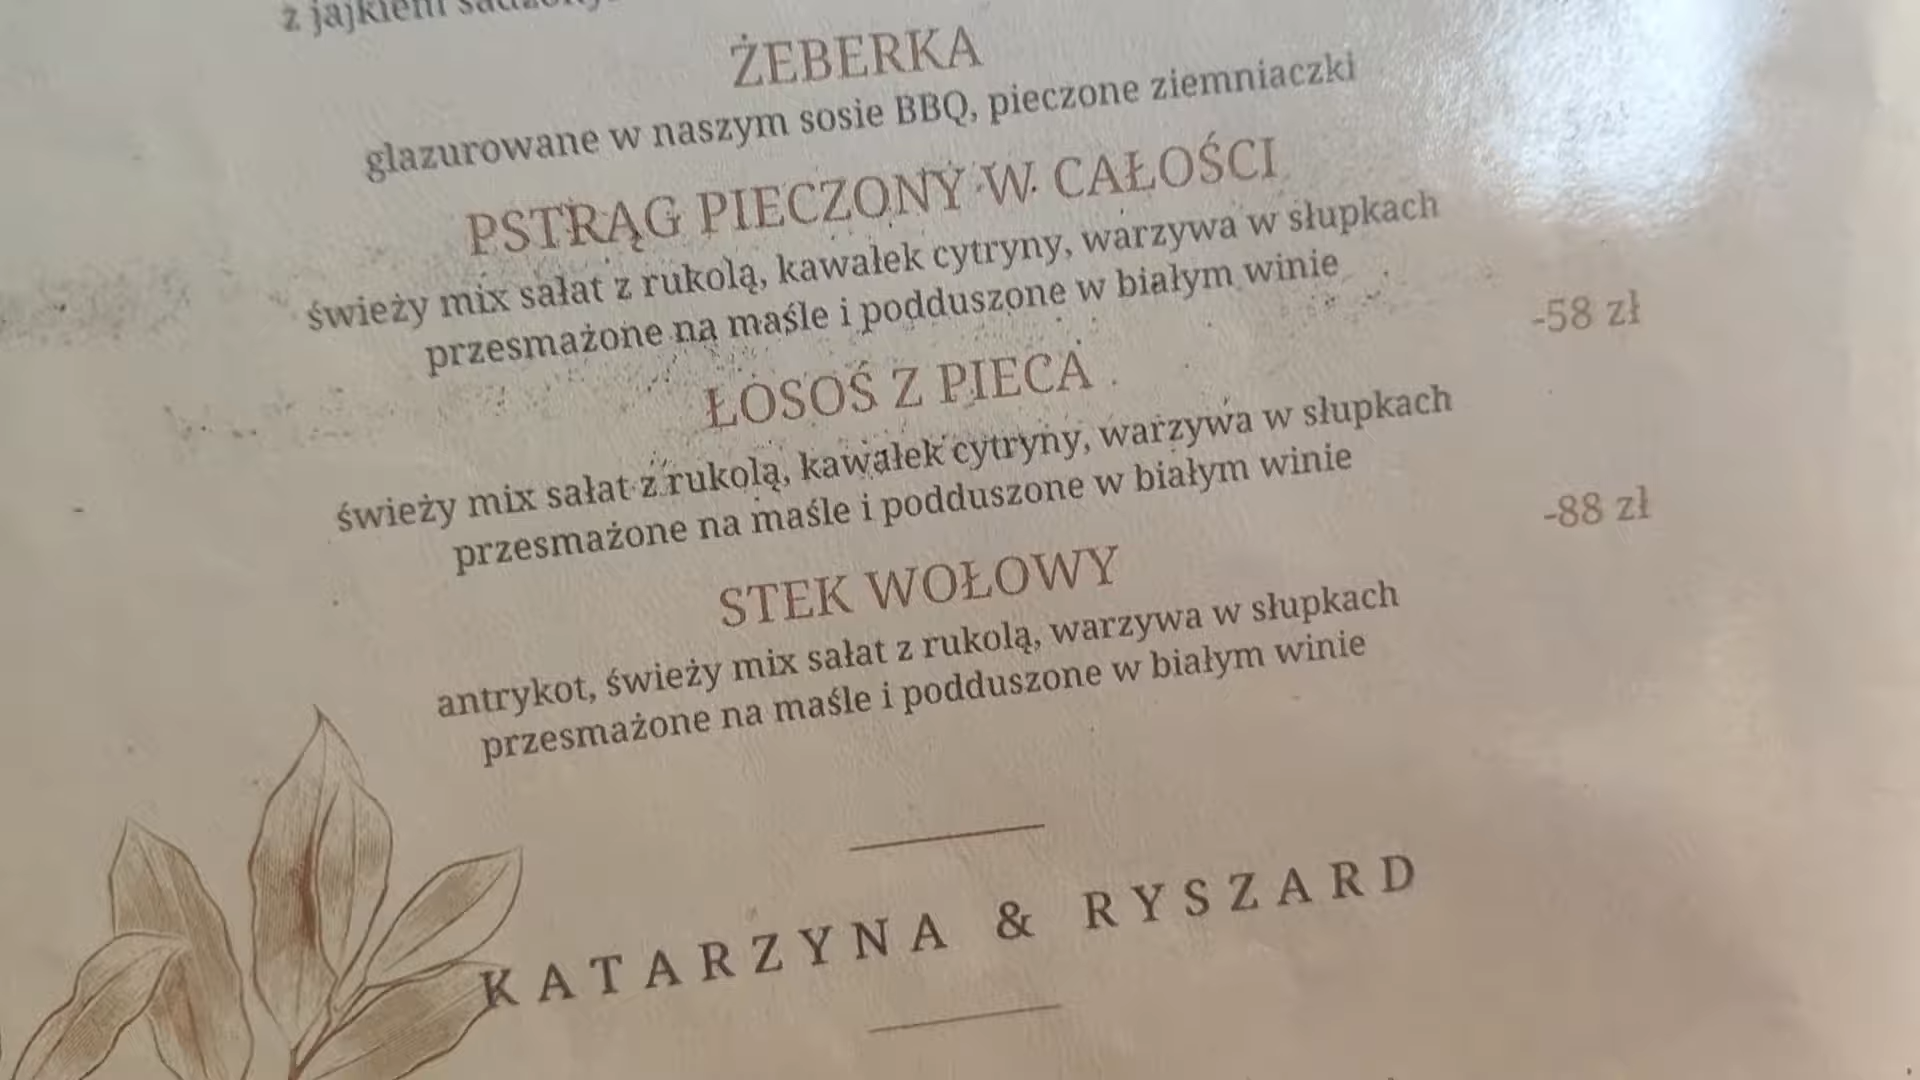 z jajkiem
ŻEBERKA
glazurowane w naszym sosie BBQ, pieczone ziemniaczki
PSTRĄG PIECZONY W CAŁOŚCI
świeży mix sałat z rukolą, kawałek cytryny, warzywa w słupkach
przesmażone na maśle i podduszone w białym winie
-58 zł
ŁOSOŚ Z PIECA
świeży mix sałat z rukolą, kawałek cytryny, warzywa w słupkach
przesmażone na maśle i podduszone w białym winie
-88 zł
STEK WOŁOWY
antrykot, świeży mix sałat z rukolą, warzywa w słupkach
przesmażone na maśle i podduszone w białym winie
KATARZYNA & RYSZARD